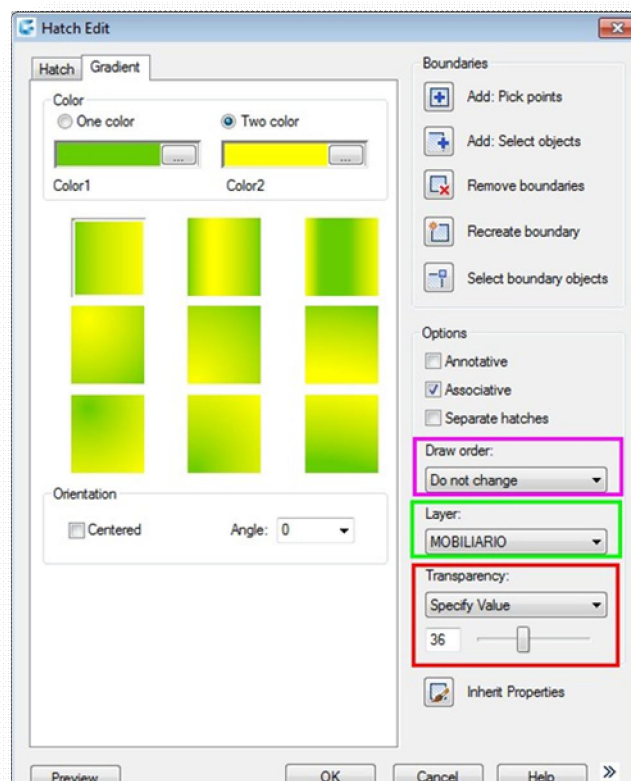 Hatch Edit
Hatch
Gradient
Color
One color
Two color
...
...
Color1
Color2
Orientation
Centered
Angle:
0
Boundaries
Add: Pick points
Add: Select objects
Remove boundaries
Recreate boundary
Select boundary objects
Options
Annotative
Associative
Separate hatches
Draw order:
Do not change
Layer:
MOBILIARIO
Transparency:
Specify Value
36
Inherit Properties
Preview
OK
Cancel
Help